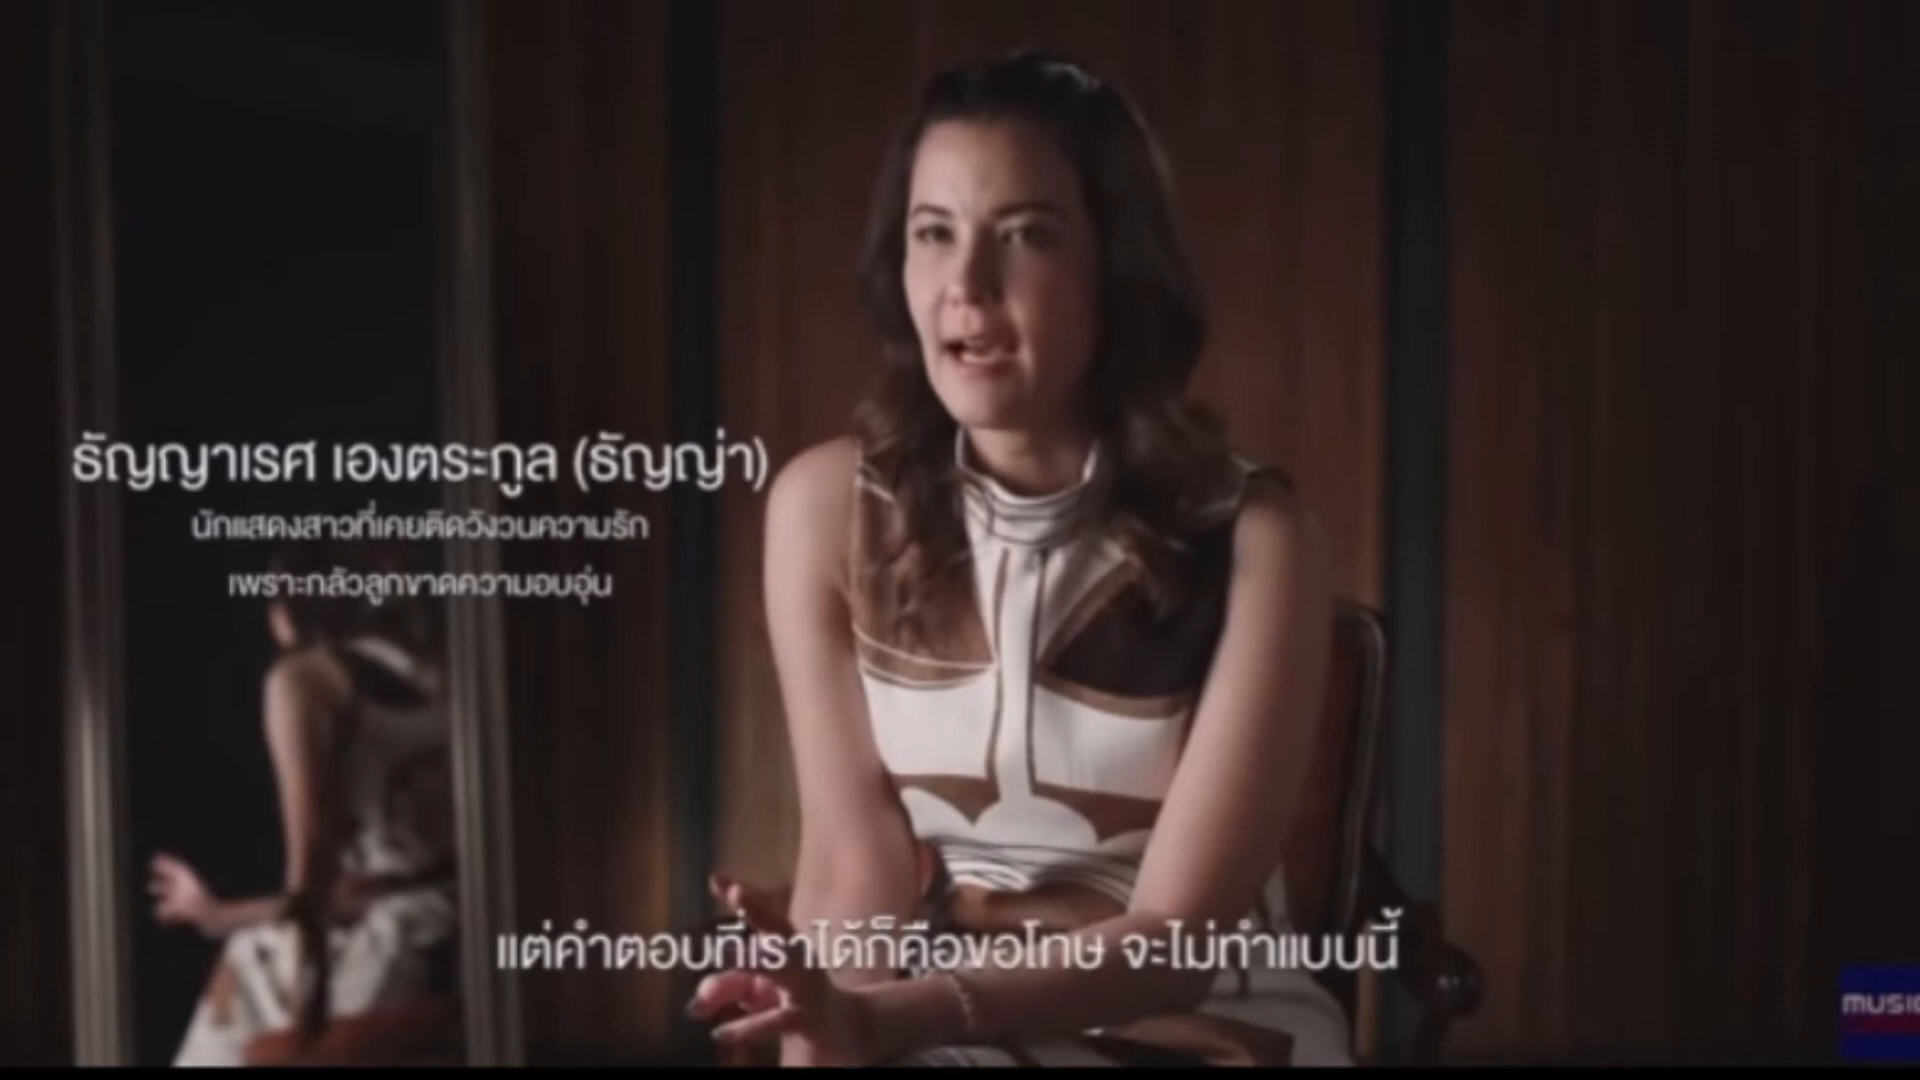 ธัญญาเรศ เองตระกูล (ธัญญ่า)
นักแสดงสาวที่เคยติดวังวนความรัก
เพราะกลัวลูกขาดความอบอุ่น
แต่คำตอบที่เราได้ก็คือขอโทษ จะไม่ทำแบบนี้
MUSIC